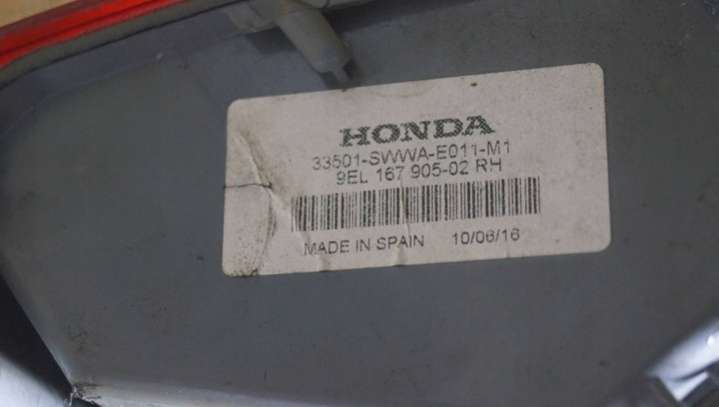 HONDA
33501-SWWA-E011-M1
9EL 167 905-02 RH
MADE IN SPAIN 10/06/16